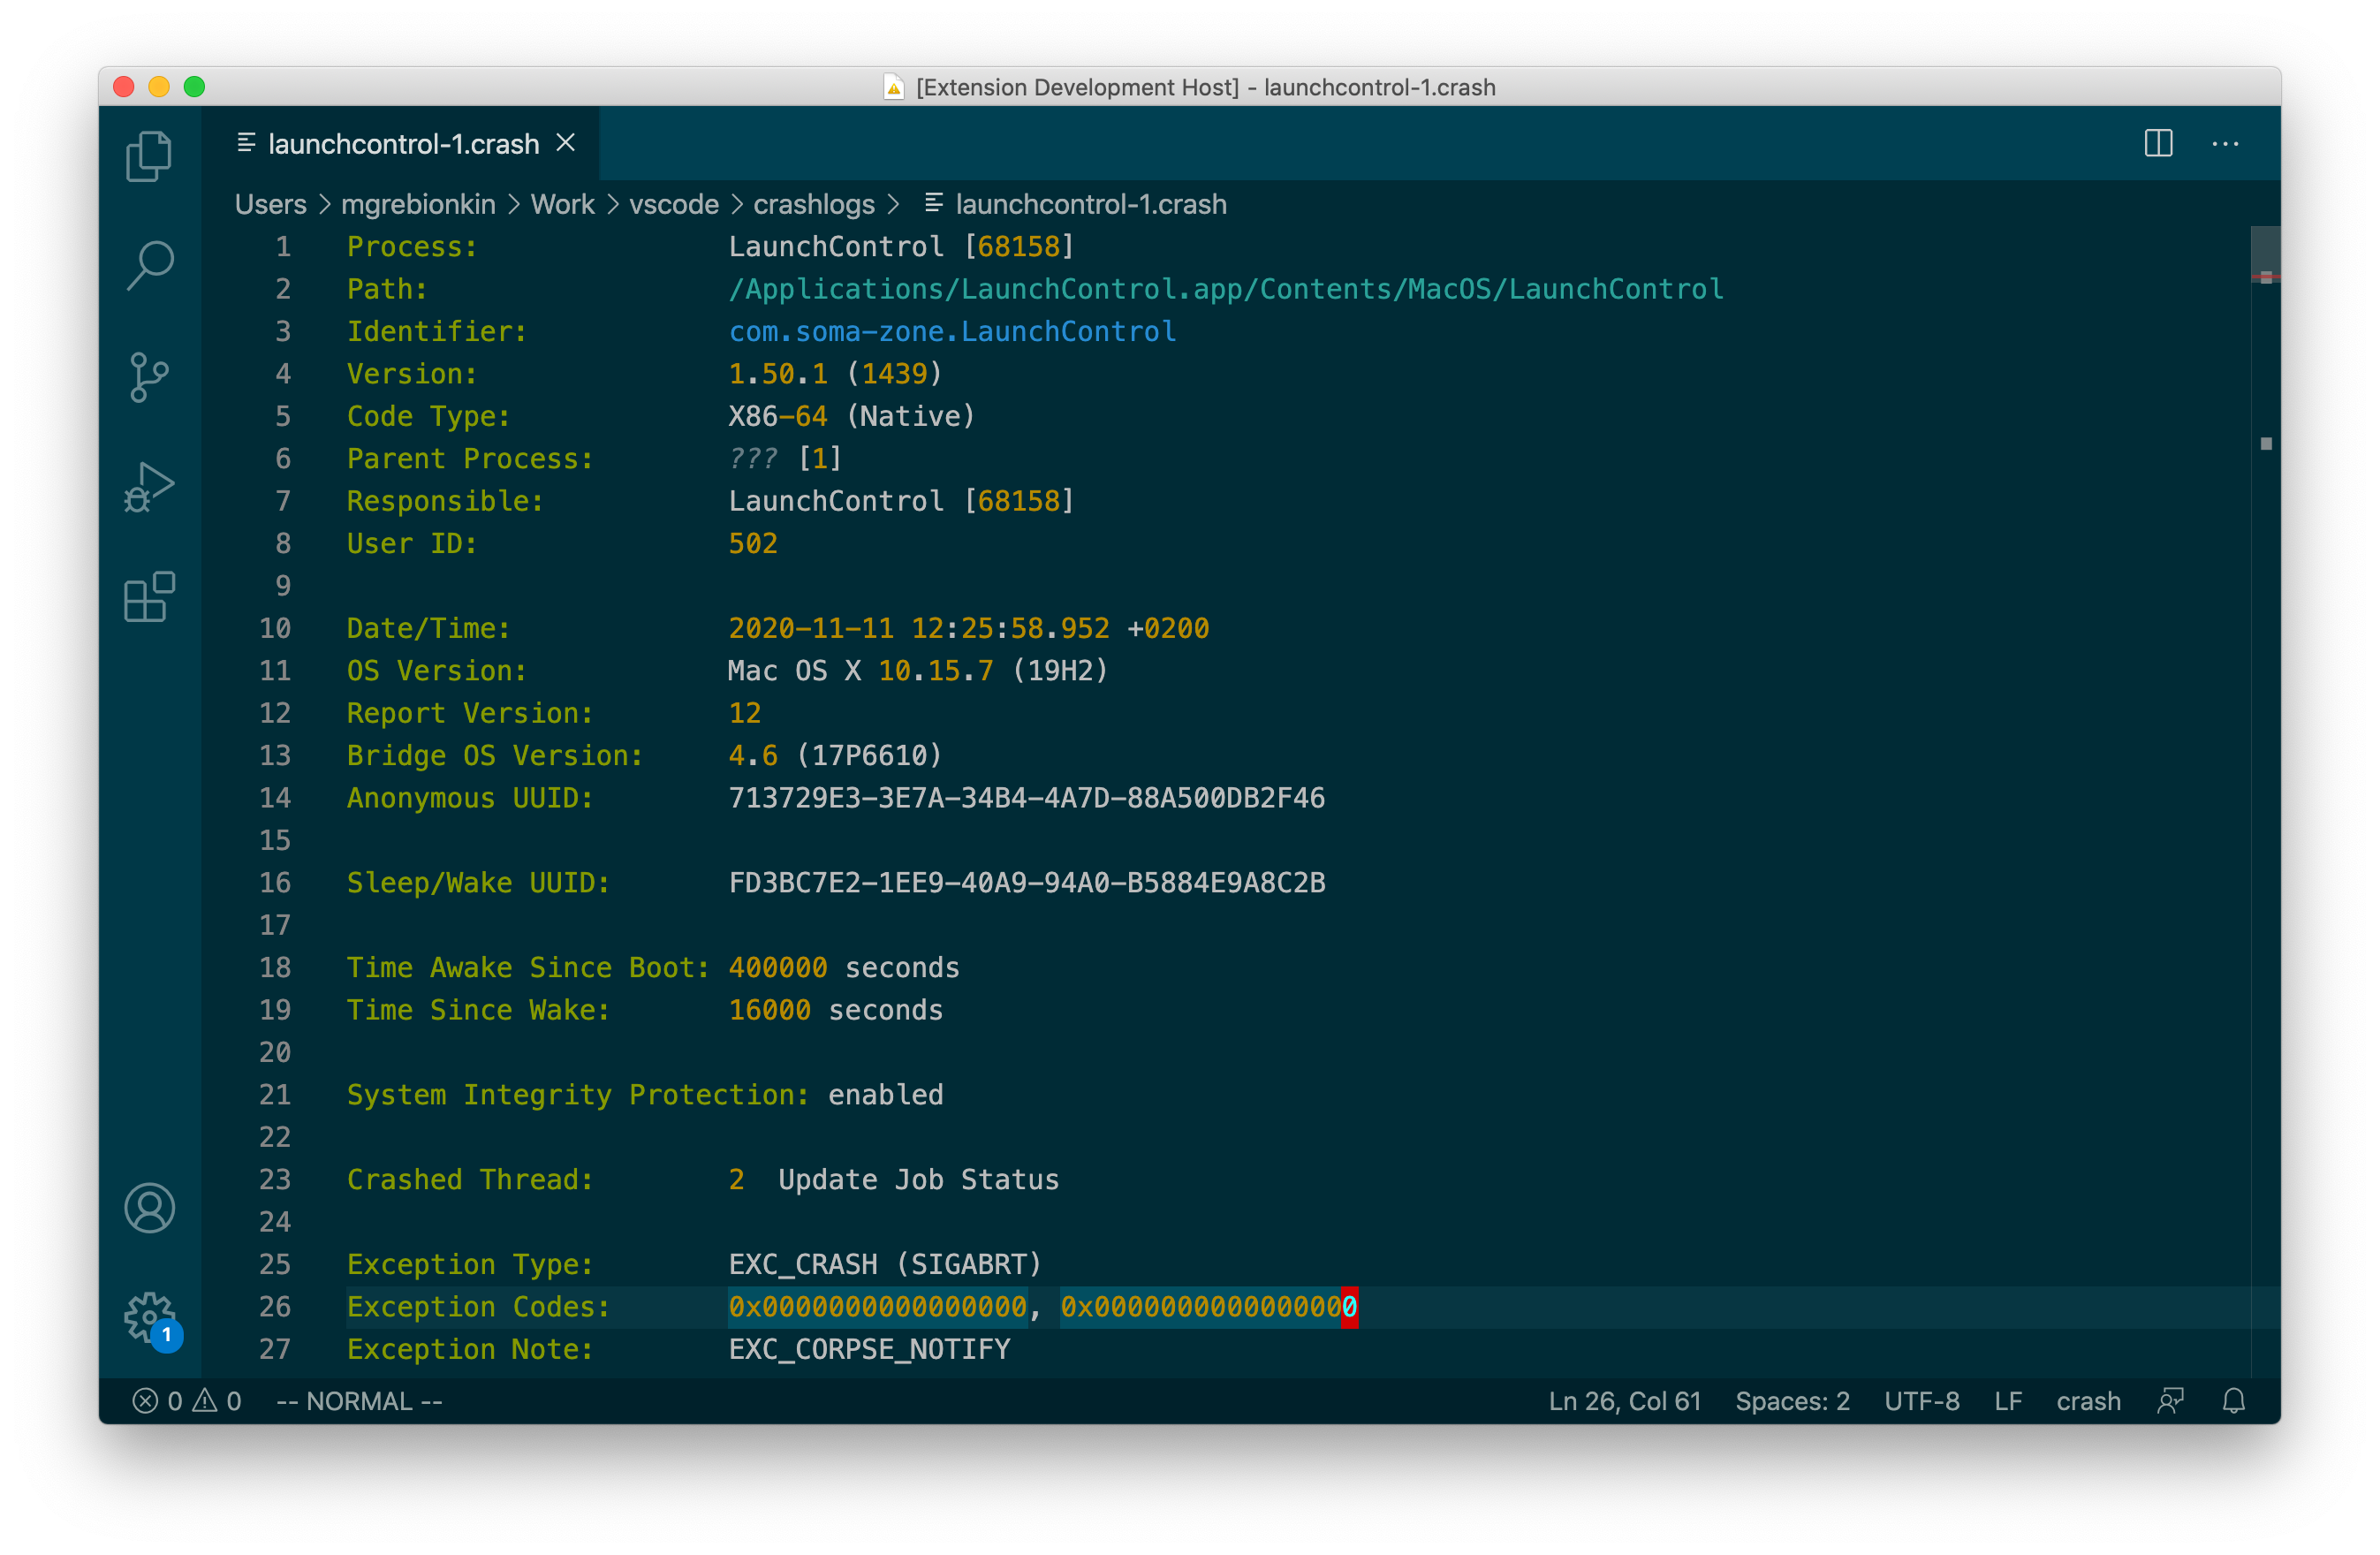 [Extension Development Host] - launchcontrol-1.crash
launchcontrol-1.crash
Users > mgrebionkin > Work > vscode > crashlogs > launchcontrol-1.crash
1 Process: LaunchControl [68158]
2 Path: /Applications/LaunchControl.app/Contents/MacOS/LaunchControl
3 Identifier: com.soma-zone.LaunchControl
4 Version: 1.50.1 (1439)
5 Code Type: X86-64 (Native)
6 Parent Process: ??? [1]
7 Responsible: LaunchControl [68158]
8 User ID: 502
9
10 Date/Time: 2020-11-11 12:25:58.952 +0200
11 OS Version: Mac OS X 10.15.7 (19H2)
12 Report Version: 12
13 Bridge OS Version: 4.6 (17P6610)
14 Anonymous UUID: 713729E3-3E7A-34B4-4A7D-88A500DB2F46
15
16 Sleep/Wake UUID: FD3BC7E2-1EE9-40A9-94A0-B5884E9A8C2B
17
18 Time Awake Since Boot: 400000 seconds
19 Time Since Wake: 16000 seconds
20
21 System Integrity Protection: enabled
22
23 Crashed Thread: 2 Update Job Status
24
25 Exception Type: EXC_CRASH (SIGABRT)
26 Exception Codes: 0x0000000000000000, 0x0000000000000000
27 Exception Note: EXC_CORPSE_NOTIFY
1
0 0 -- NORMAL -- Ln 26, Col 61 Spaces: 2 UTF-8 LF crash